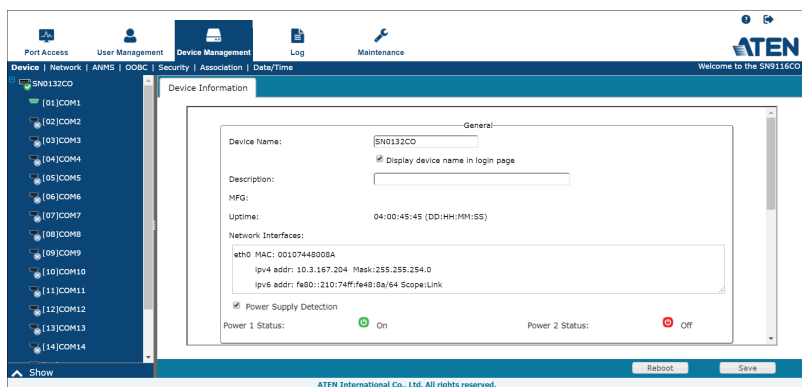 Port Access
User Management
Device Management
Log
Maintenance
ATEN
Device | Network | ANMS | OOBC | Security | Association | Date/Time
Welcome to the SN9116CO
SN0132CO
[01]COM1
[02]COM2
[03]COM3
[04]COM4
[05]COM5
[06]COM6
[07]COM7
[08]COM8
[09]COM9
[10]COM10
[11]COM11
[12]COM12
[13]COM13
[14]COM14
Show
Device Information
General
Device Name: SN0132CO
Display device name in login page
Description:
MFG:
Uptime: 04:00:45:45 (DD:HH:MM:SS)
Network Interfaces:
eth0 MAC: 00107448008A
ipv4 addr: 10.3.167.204 Mask:255.255.254.0
ipv6 addr: fe80::210:74ff:fe48:8a/64 Scope:Link
Power Supply Detection
Power 1 Status: On Power 2 Status: Off
Reboot Save
ATEN International Co., Ltd. All rights reserved.